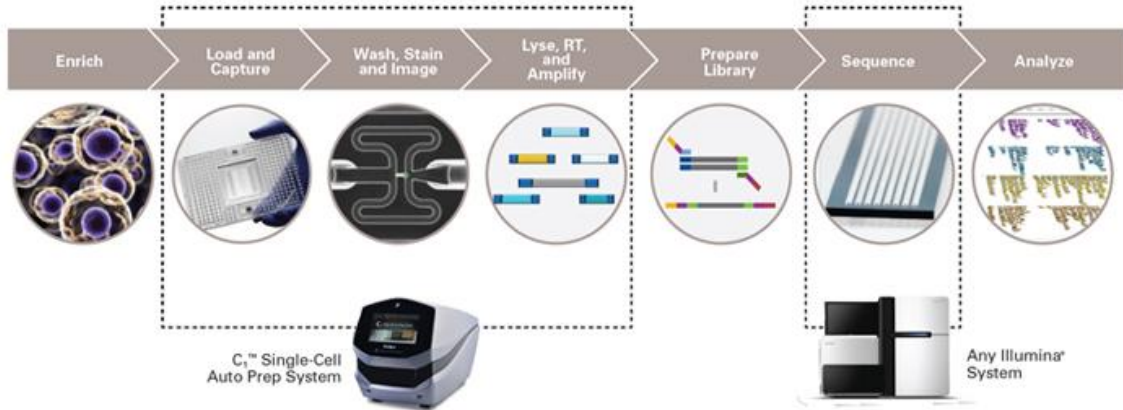 Enrich
Load and
Capture
Wash, Stain
and Image
Lyse, RT,
and
Amplify
Prepare
Library
Sequence
Analyze
C₁™ Single-Cell
Auto Prep System
Any Illumina®
System